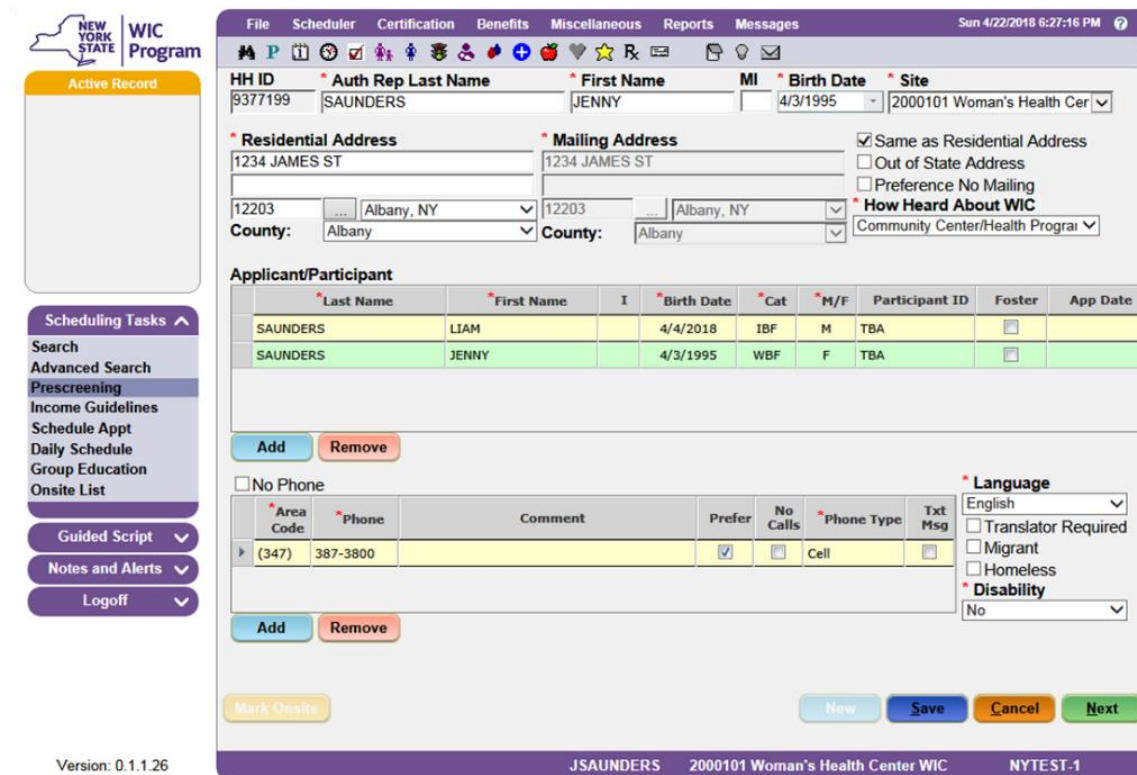 NEW YORK STATE WIC Program
File Scheduler Certification Benefits Miscellaneous Reports Messages Sun 4/22/2018 6:27:16 PM ?
Active Record
HH ID * Auth Rep Last Name * First Name MI * Birth Date * Site
9377199 SAUNDERS JENNY 4/3/1995 2000101 Woman's Health Cer
* Residential Address * Mailing Address Same as Residential Address
1234 JAMES ST 1234 JAMES ST Out of State Address
Preference No Mailing
12203 ... Albany, NY 12203 ... Albany, NY * How Heard About WIC
County: Albany County: Albany Community Center/Health Prograi
Applicant/Participant
*Last Name *First Name I *Birth Date *Cat *M/F Participant ID Foster App Date
SAUNDERS LIAM 4/4/2018 IBF M TBA
SAUNDERS JENNY 4/3/1995 WBF F TBA
Add Remove
Scheduling Tasks
Search
Advanced Search
Prescreening
Income Guidelines
Schedule Appt
Daily Schedule
Group Education
Onsite List
Guided Script
Notes and Alerts
Logoff
No Phone
*Area Code *Phone Comment Prefer No Calls *Phone Type Txt Msg
(347) 387-3800 Cell
Add Remove
* Language
English
Translator Required
Migrant
Homeless
* Disability
No
Mark Onsite New Save Cancel Next
Version: 0.1.1.26 JSAUNDERS 2000101 Woman's Health Center WIC NYTEST-1